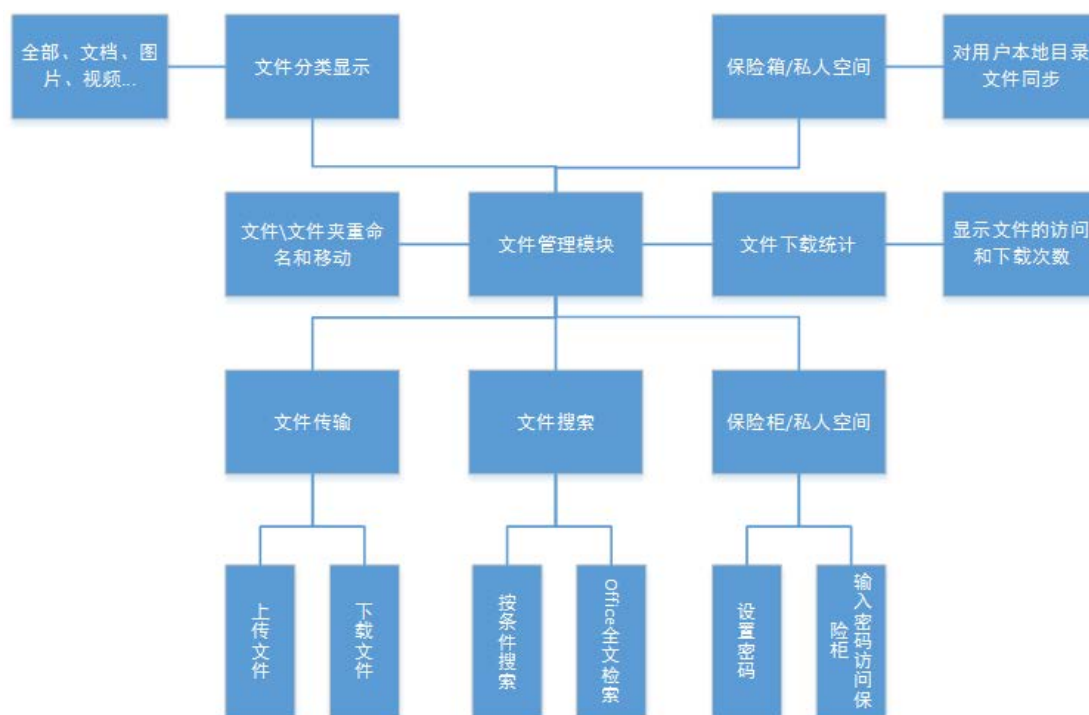 全部、文档、图
片、视频...
文件分类显示
保险箱/私人空间
对用户本地目录
文件同步
文件\文件夹重命
名和移动
文件管理模块
文件下载统计
显示文件的访问
和下载次数
文件传输
文件搜索
保险柜/私人空间
上传文件
下载文件
按条件搜索
Office全文检索
设置密码
输入密码访问保
险柜